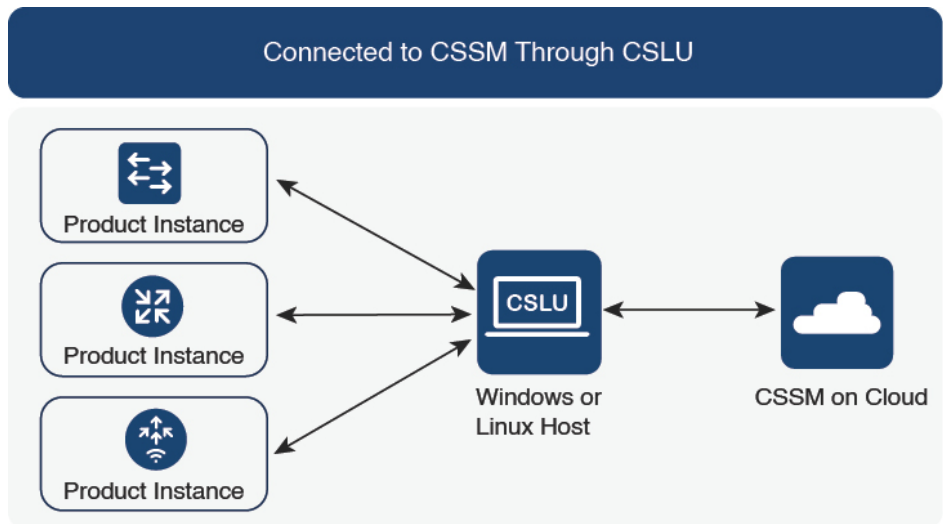 Connected to CSSM Through CSLU
Product Instance
Product Instance
Product Instance
CSLU
Windows or
Linux Host
CSSM on Cloud